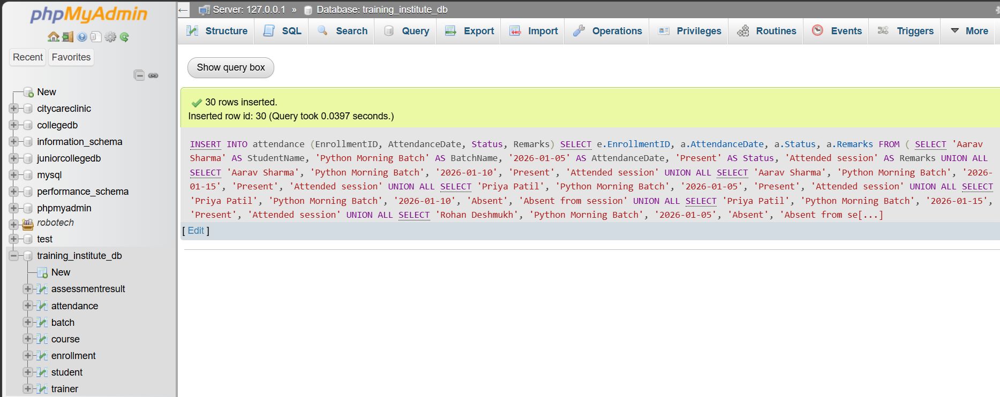 phpMyAdmin
Recent
Favorites
New
citycareclinic
collegedb
information_schema
juniorcollegedb
mysql
performance_schema
phpmyadmin
robotech
test
training_institute_db
New
assessmentresult
attendance
batch
course
enrollment
student
trainer
← Server: 127.0.0.1 » Database: training_institute_db
Structure SQL Search Query Export Import Operations Privileges Routines Events Triggers More
Show query box
30 rows inserted.
Inserted row id: 30 (Query took 0.0397 seconds.)
INSERT INTO attendance (EnrollmentID, AttendanceDate, Status, Remarks) SELECT e.EnrollmentID, a.AttendanceDate, a.Status, a.Remarks FROM ( SELECT 'Aarav
Sharma' AS StudentName, 'Python Morning Batch' AS BatchName, '2026-01-05' AS AttendanceDate, 'Present' AS Status, 'Attended session' AS Remarks UNION ALL
SELECT 'Aarav Sharma', 'Python Morning Batch', '2026-01-10', 'Present', 'Attended session' UNION ALL SELECT 'Aarav Sharma', 'Python Morning Batch', '2026-
01-15', 'Present', 'Attended session' UNION ALL SELECT 'Priya Patil', 'Python Morning Batch', '2026-01-05', 'Present', 'Attended session' UNION ALL SELECT
'Priya Patil', 'Python Morning Batch', '2026-01-10', 'Absent', 'Absent from session' UNION ALL SELECT 'Priya Patil', 'Python Morning Batch', '2026-01-15',
'Present', 'Attended session' UNION ALL SELECT 'Rohan Deshmukh', 'Python Morning Batch', '2026-01-05', 'Absent', 'Absent from se[...]
[ Edit ]